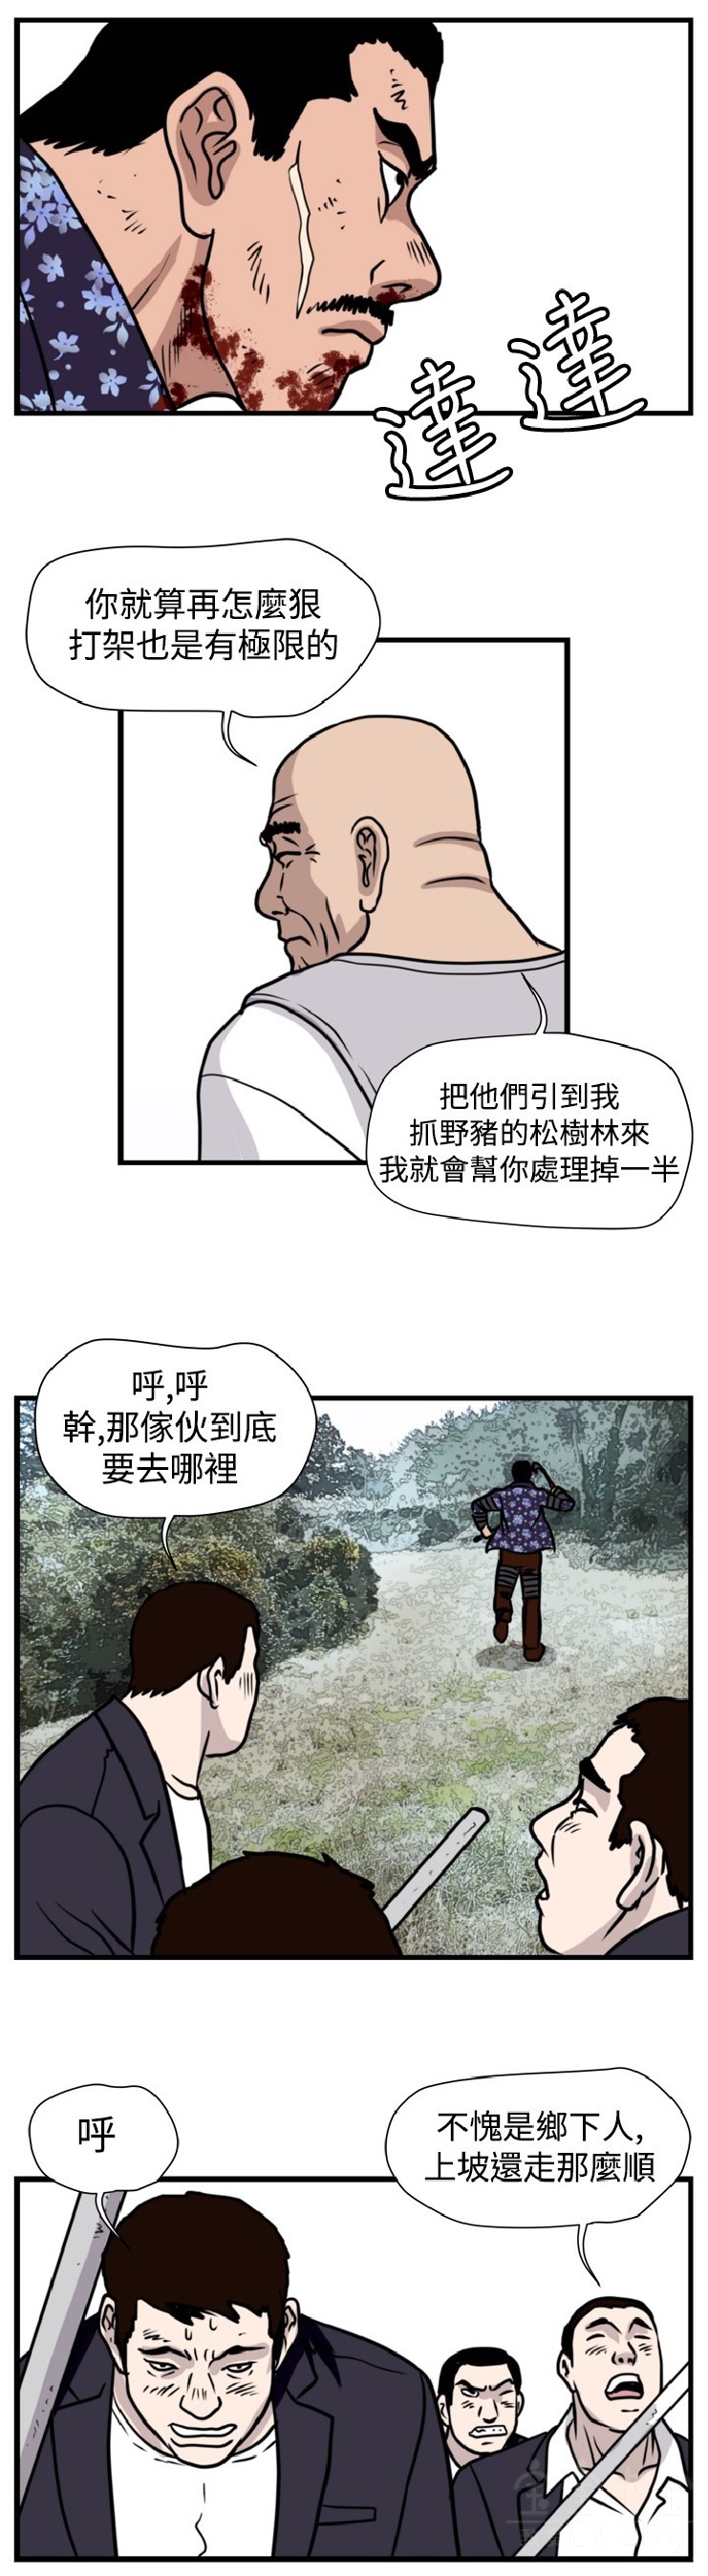 達
達
你就算再怎麼狠
打架也是有極限的
把他們引到我
抓野豬的松樹林來
我就會幫你處理掉一半
呼,呼
幹,那傢伙到底
要去哪裡
呼
不愧是鄉下人,
上坡還走那麼順